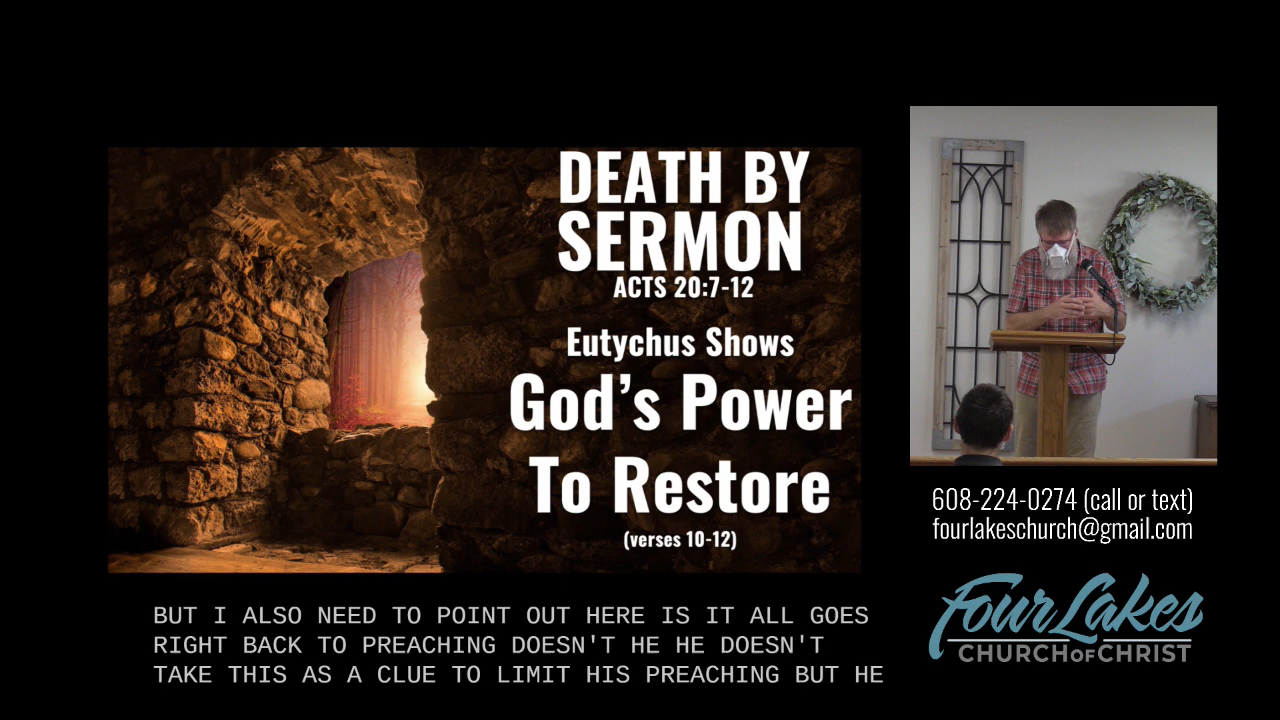 DEATH BY
SERMON
ACTS 20:7-12
Eutychus Shows
God's Power
To Restore
(verses 10-12)
608-224-0274 (call or text)
fourlakeschurch@gmail.com
Four Lakes
CHURCH OF CHRIST
BUT I ALSO NEED TO POINT OUT HERE IS IT ALL GOES
RIGHT BACK TO PREACHING DOESN'T HE HE DOESN'T
TAKE THIS AS A CLUE TO LIMIT HIS PREACHING BUT HE